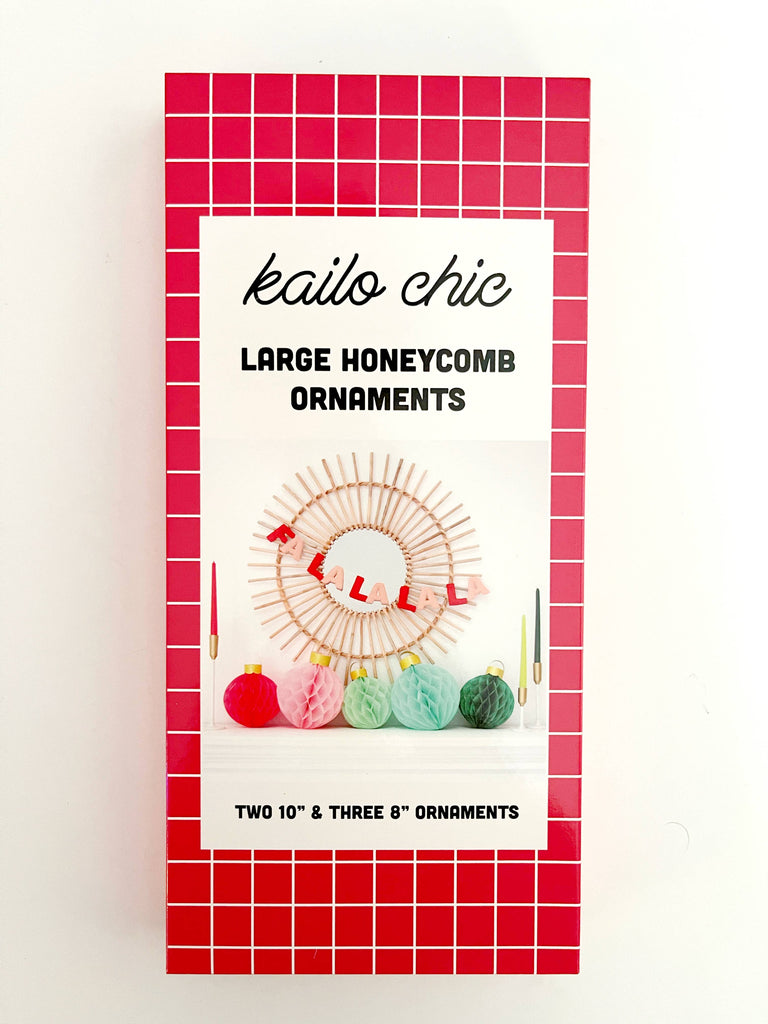 kailo chic
LARGE HONEYCOMB
ORNAMENTS
FA LA LA LA LA
TWO 10” & THREE 8” ORNAMENTS